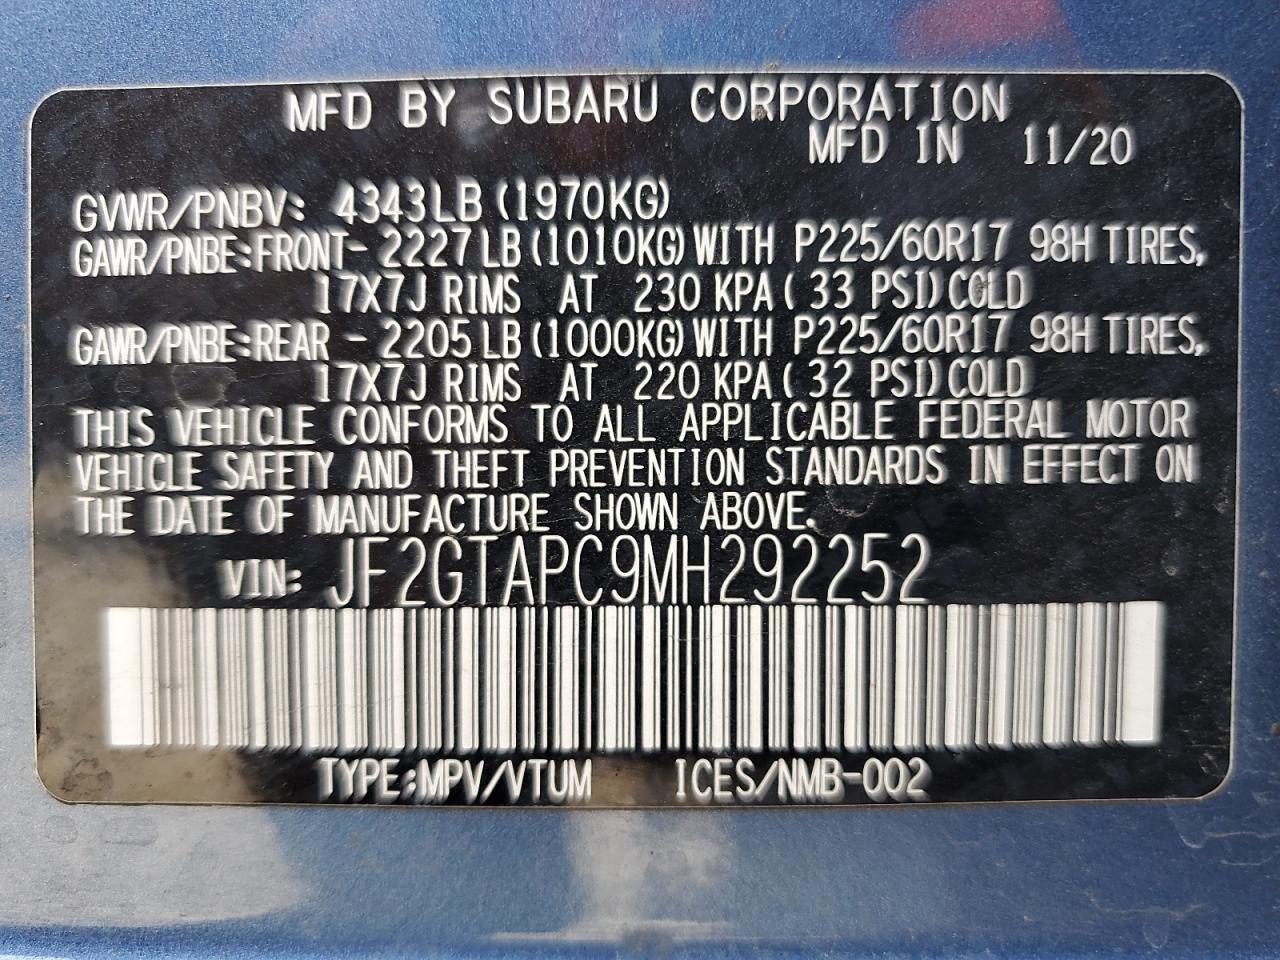 MFD BY SUBARU CORPORATION
MFD IN 11/20
GVWR/PNBV: 4343LB (1970KG)
GAWR/PNBE:FRONT- 2227LB (1010KG) WITH P225/60R17 98H TIRES,
17X7J RIMS AT 230 KPA ( 33 PSI) COLD
GAWR/PNBE:REAR - 2205LB (1000KG) WITH P225/60R17 98H TIRES,
17X7J RIMS AT 220 KPA ( 32 PSI) COLD
THIS VEHICLE CONFORMS TO ALL APPLICABLE FEDERAL MOTOR
VEHICLE SAFETY AND THEFT PREVENTION STANDARDS IN EFFECT ON
THE DATE OF MANUFACTURE SHOWN ABOVE.
VIN: JF2GTAPC9MH292252
TYPE:MPV/VTUM ICES/NMB-002